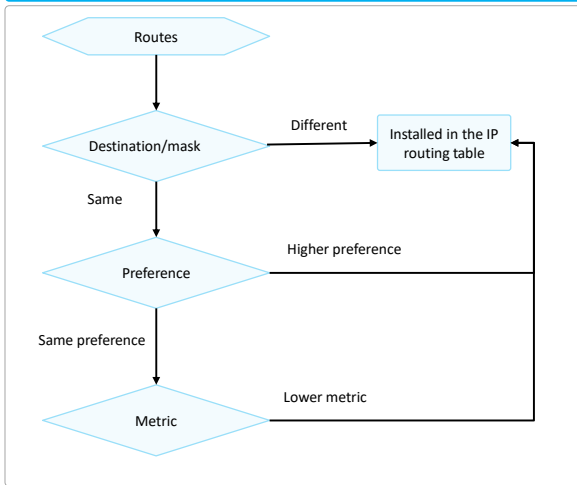 Routes
Destination/mask
Different
Installed in the IP
routing table
Same
Preference
Higher preference
Same preference
Metric
Lower metric